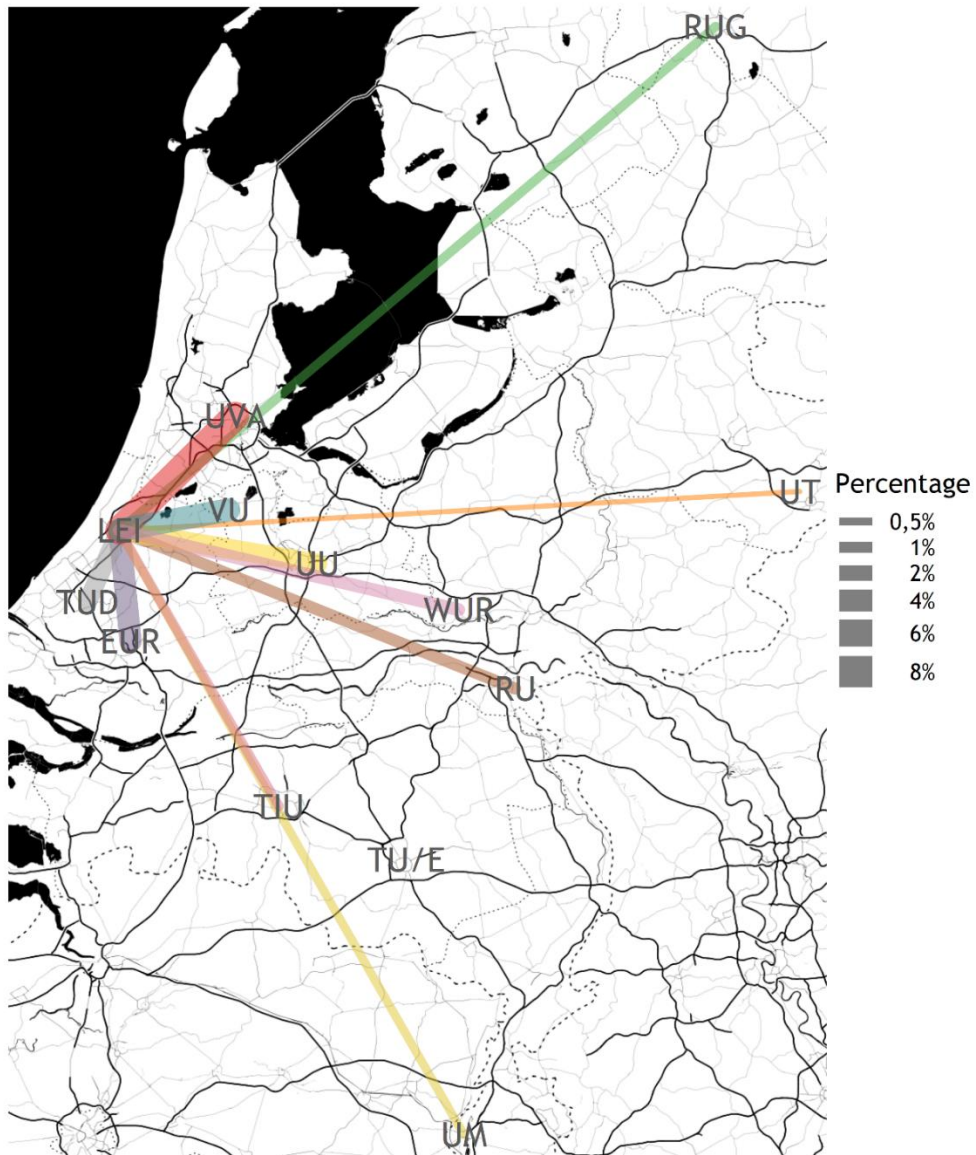 RUG
UVA
UT
VU
LEI
UU
TUD
WUR
EUR
RU
TIU
TU/E
UM
Percentage
0,5%
1%
2%
4%
6%
8%